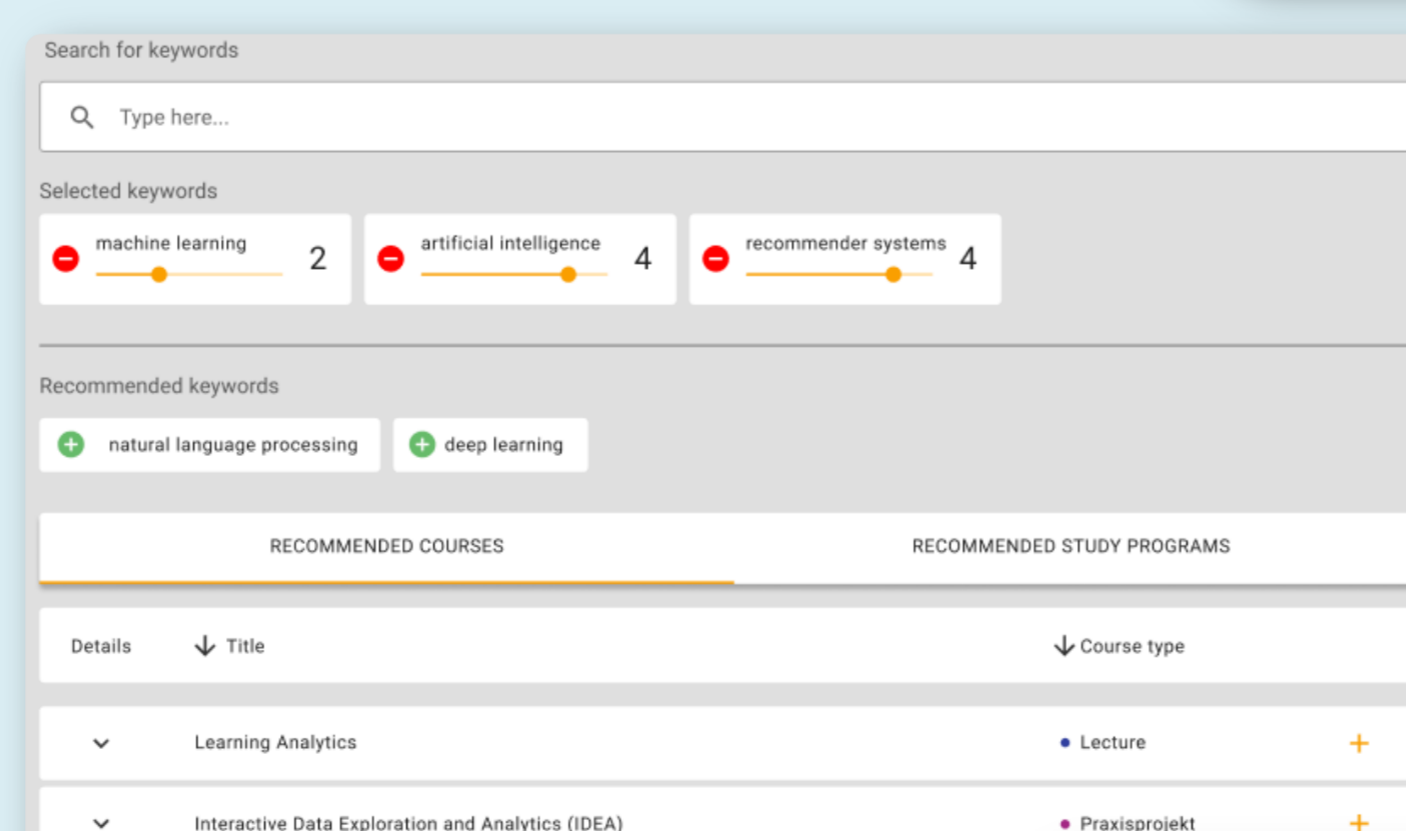 Search for keywords
Type here...
Selected keywords
machine learning 2
artificial intelligence 4
recommender systems 4
Recommended keywords
natural language processing
deep learning
RECOMMENDED COURSES
RECOMMENDED STUDY PROGRAMS
Details Title Course type
Learning Analytics Lecture
Interactive Data Exploration and Analytics (IDEA) Praxisprojekt